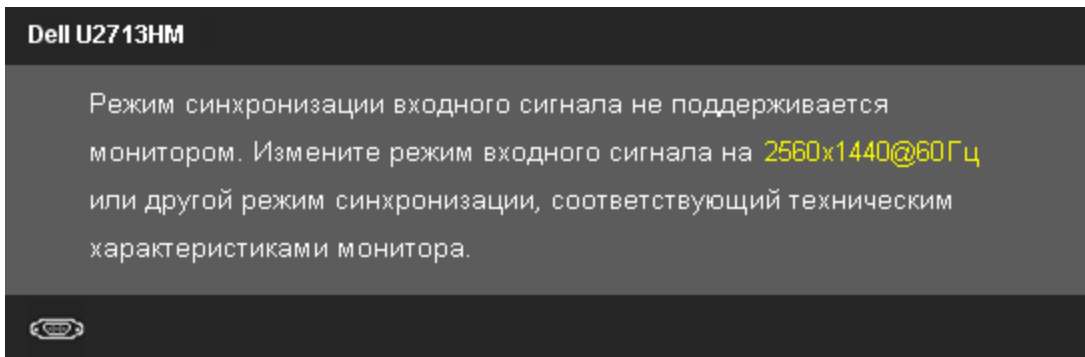 Dell U2713HM
Режим синхронизации входного сигнала не поддерживается
монитором. Измените режим входного сигнала на 2560x1440@60Гц
или другой режим синхронизации, соответствующий техническим
характеристиками монитора.